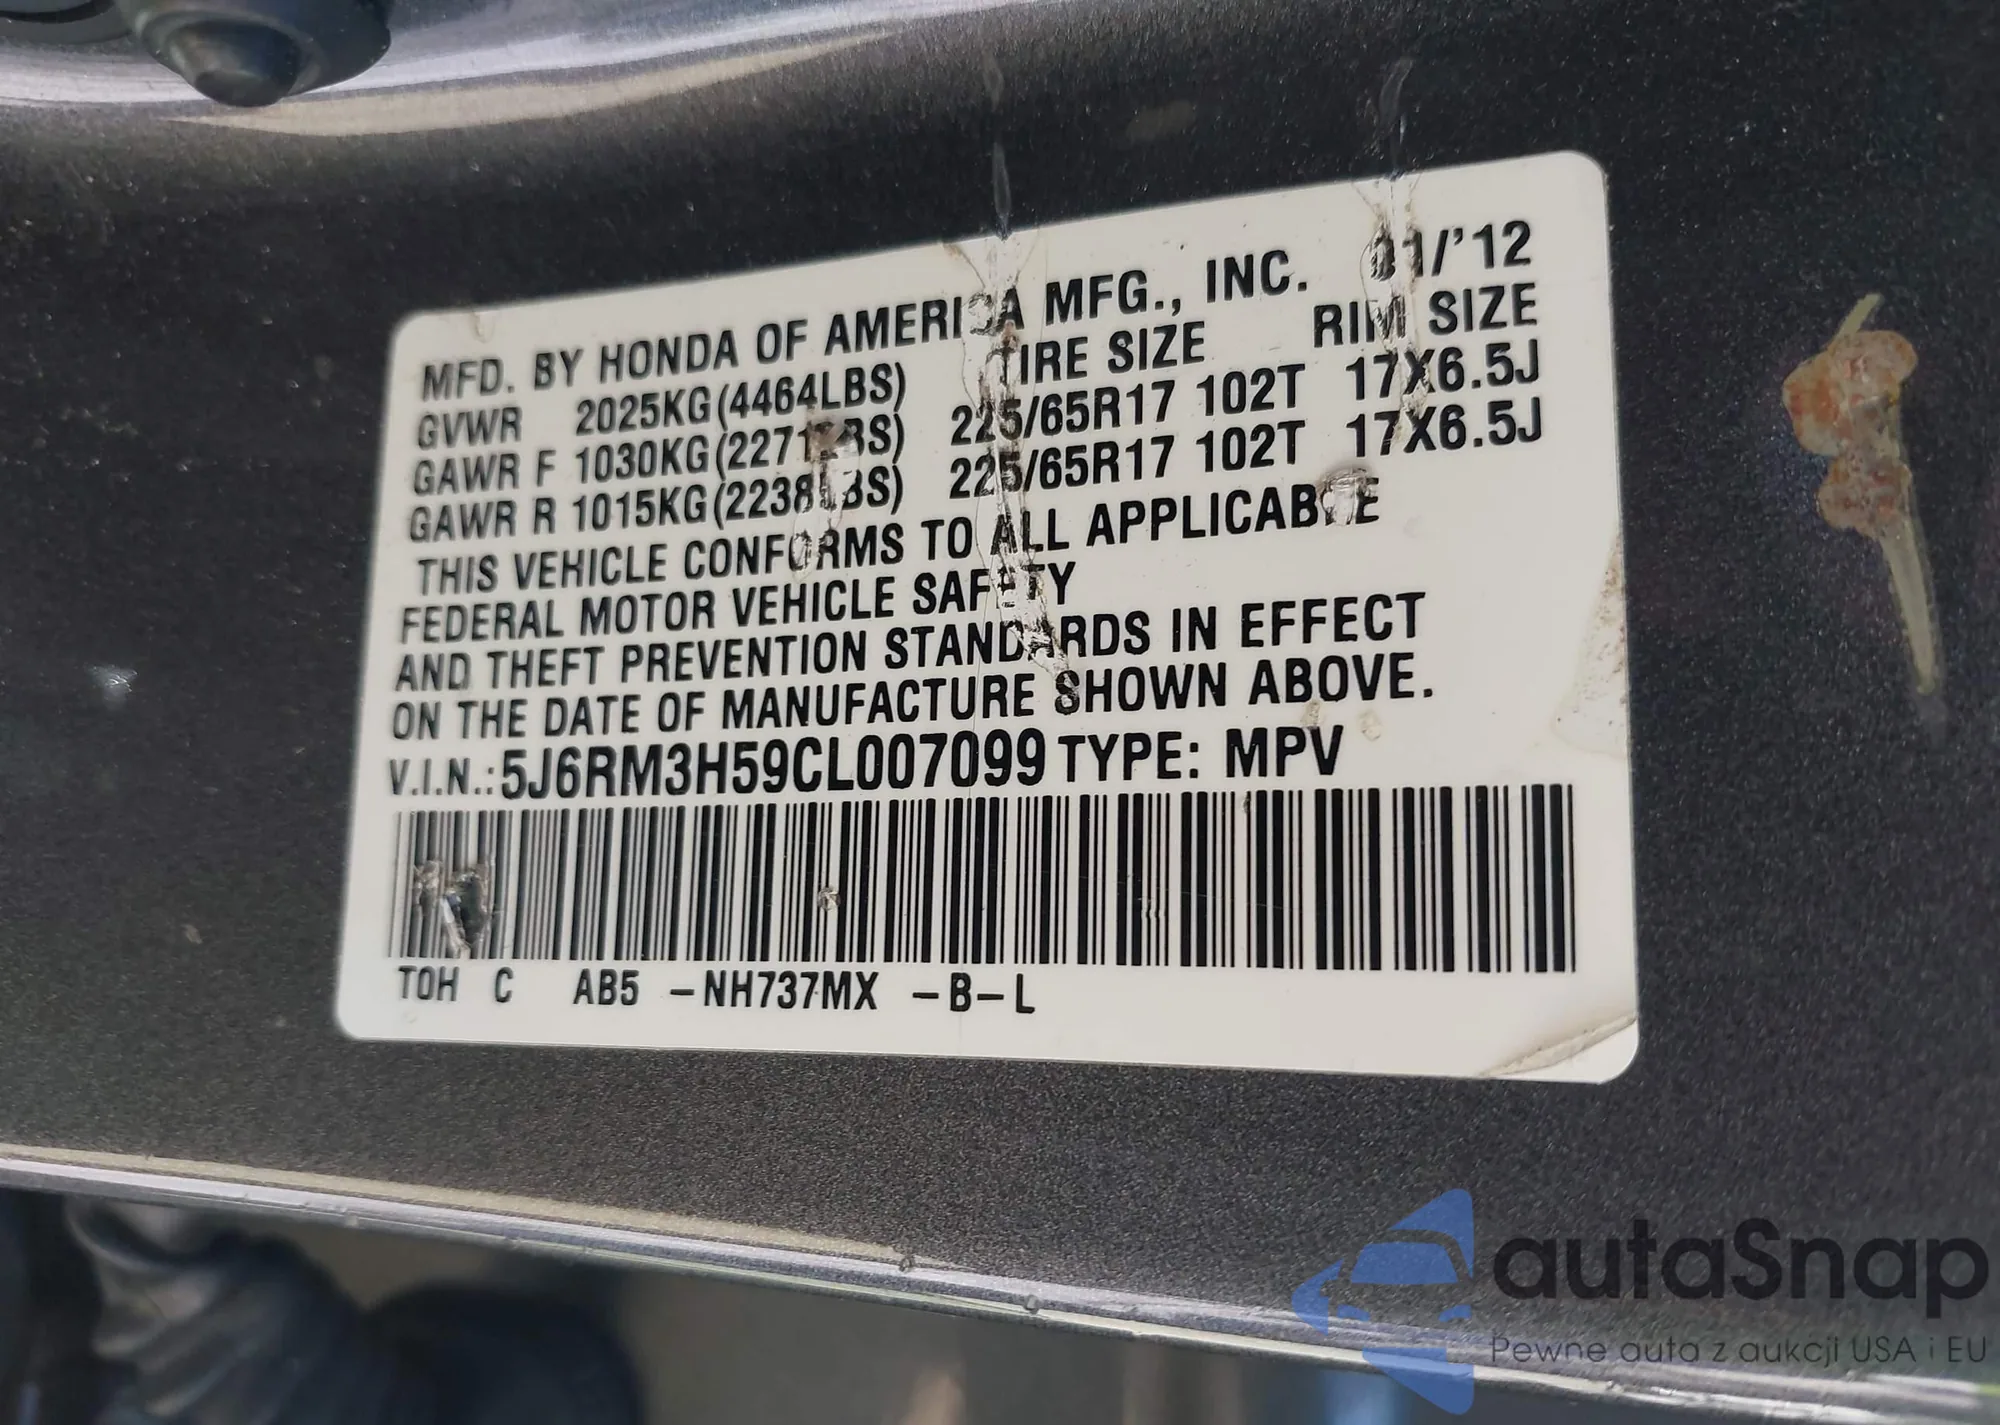 MFD. BY HONDA OF AMERICA MFG., INC. 01/'12
GVWR 2025KG(4464LBS) TIRE SIZE RIM SIZE
GAWR F 1030KG(2271LBS) 225/65R17 102T 17X6.5J
GAWR R 1015KG(2238LBS) 225/65R17 102T 17X6.5J
THIS VEHICLE CONFORMS TO ALL APPLICABLE
FEDERAL MOTOR VEHICLE SAFETY
AND THEFT PREVENTION STANDARDS IN EFFECT
ON THE DATE OF MANUFACTURE SHOWN ABOVE.
V.I.N.: 5J6RM3H59CL007099 TYPE: MPV
TOH C AB5 -NH737MX -B-L
autaSnap
Pewne auta z aukcji USA i EU